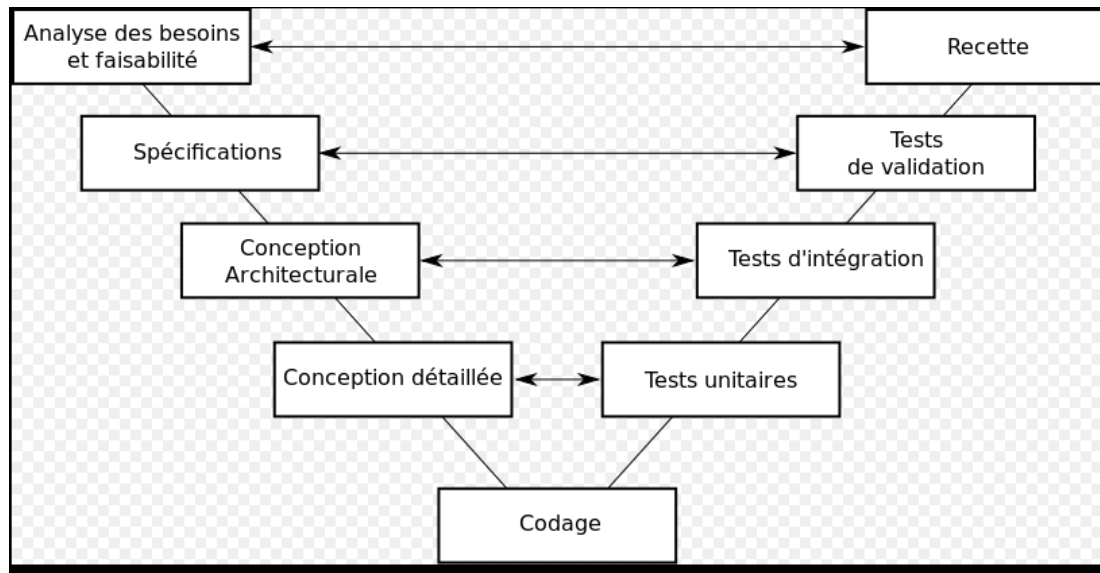 Analyse des besoins
et faisabilité
Recette
Spécifications
Tests
de validation
Conception
Architecturale
Tests d'intégration
Conception détaillée
Tests unitaires
Codage